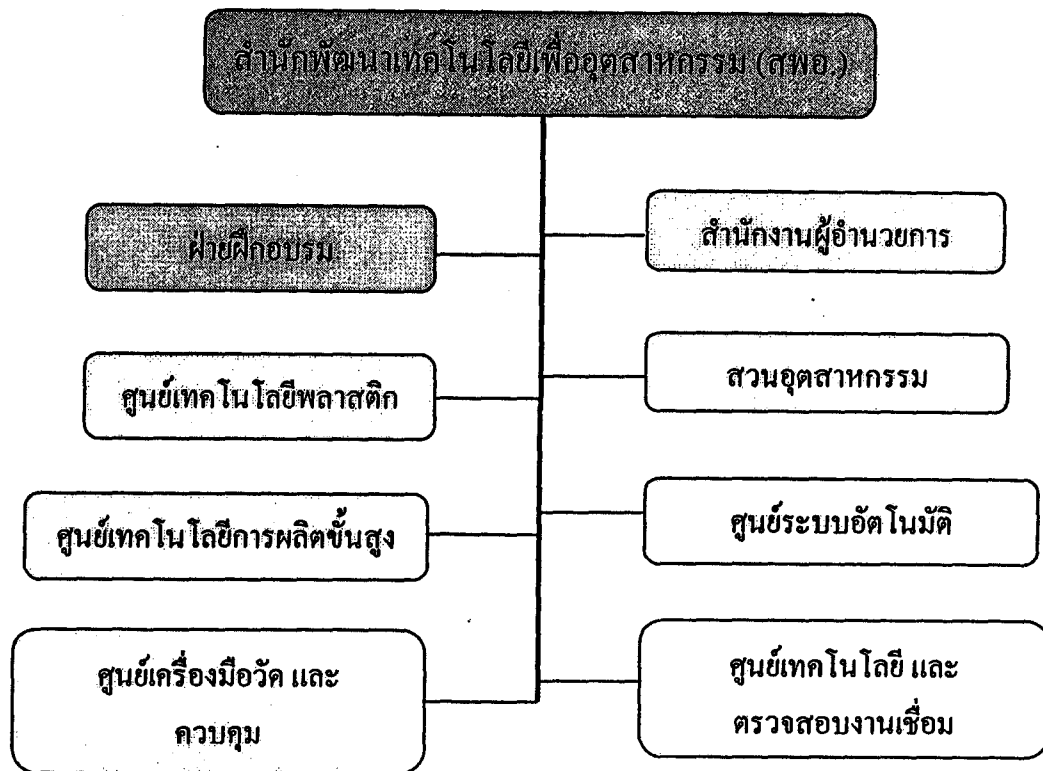 สำนักพัฒนาเทคโนโลยีเพื่ออุตสาหกรรม (สพอ.)
ฝ่ายฝึกอบรม
สำนักงานผู้อำนวยการ
ศูนย์เทคโนโลยีพลาสติก
สวนอุตสาหกรรม
ศูนย์เทคโนโลยีการผลิตขั้นสูง
ศูนย์ระบบอัตโนมัติ
ศูนย์เครื่องมือวัด และ
ควบคุม
ศูนย์เทคโนโลยี และ
ตรวจสอบงานเชื่อม